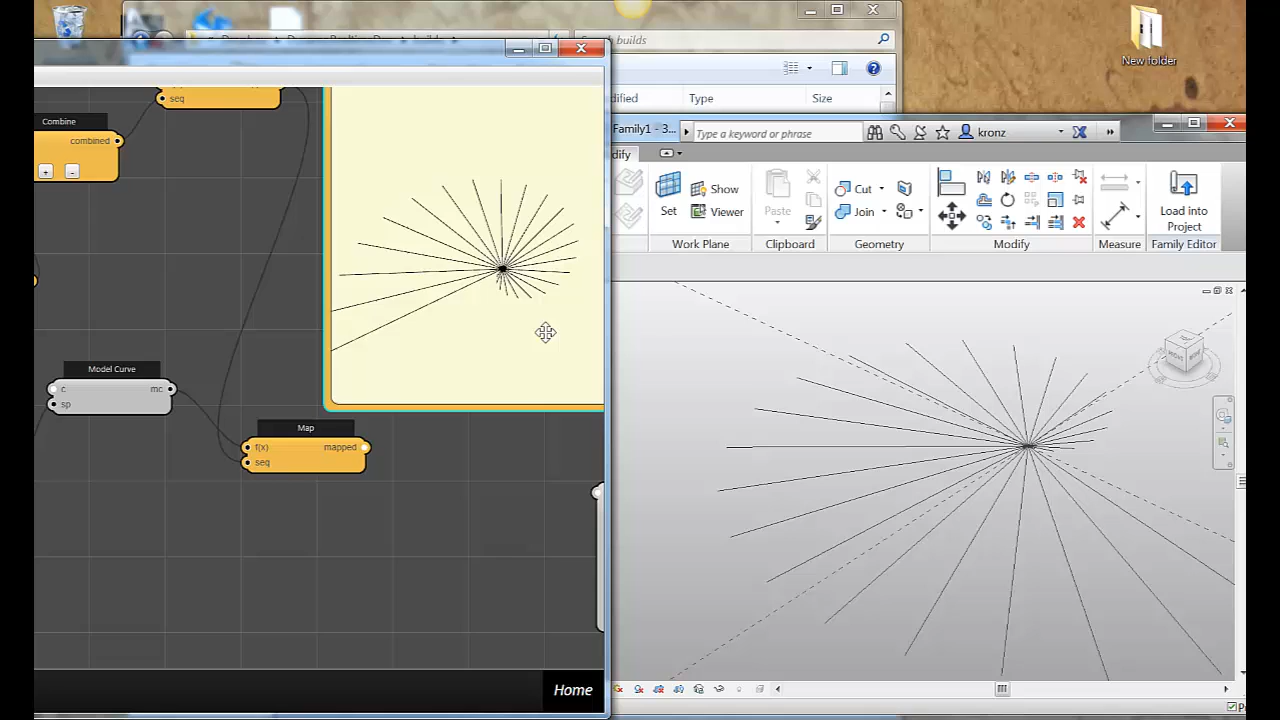 builds
New folder
dified
Type
Size
seq
Combine
combined
+
-
Model Curve
c
mc
sp
Map
f(x)
mapped
seq
Home
Family1 - 3...
Type a keyword or phrase
kronz
dify
Set
Show
Viewer
Work Plane
Paste
Clipboard
Cut
Join
Geometry
Modify
Measure
Load into
Project
Family Editor